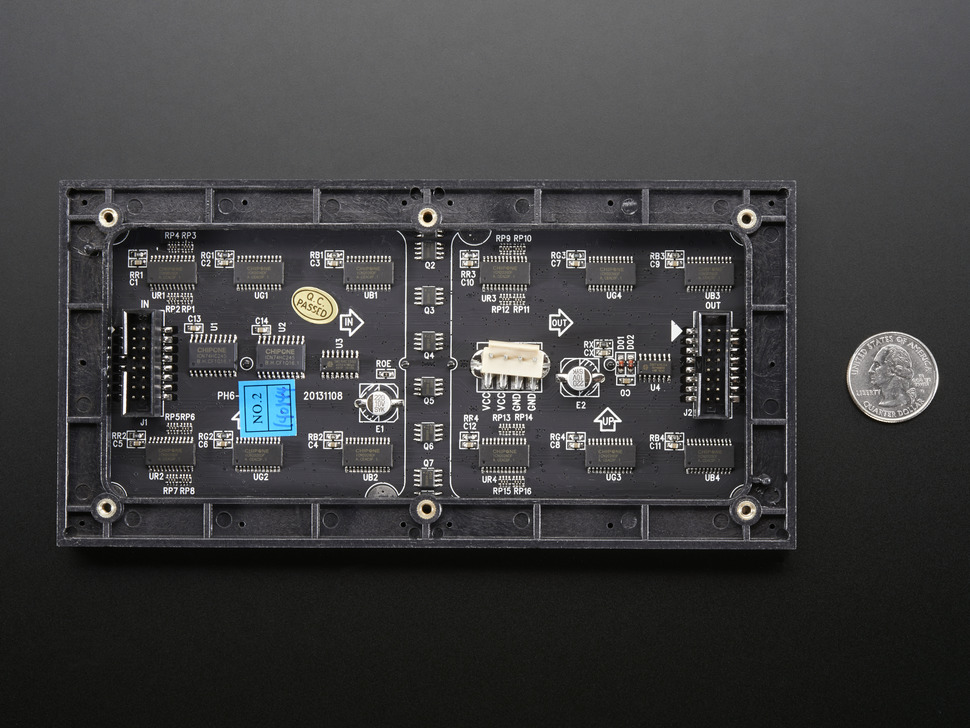 RP4 RP3
RP9 RP10
RG1
C2
RB1
C3
RG3
C7
RB3
C9
RR1
C1
RR3
C10
Q2
UR1
RP2 RP1
UG1
UB1
UR3
RP12 RP11
UG4
UB3
IN
Q.C.
PASSED
Q3
OUT
C13
U1
C14
U2
IN
OUT
CHIPONE
CHIPONE
U3
Q4
RX
CX
DO1
DO2
ROE
U4
Q5
VCC
VCC
GND
GND
E2
CO
J2
PH6-
NO.2
20131108
E1
J1
RP5 RP6
RP13 RP14
UP
RR2
C5
RG2
C6
RB2
C4
Q6
RR4
C12
RG4
C8
RB4
C11
UR2
RP7 RP8
UG2
UB2
Q7
UR4
RP15 RP16
UG3
UB4
UNITED STATES OF AMERICA
LIBERTY
QUARTER DOLLAR